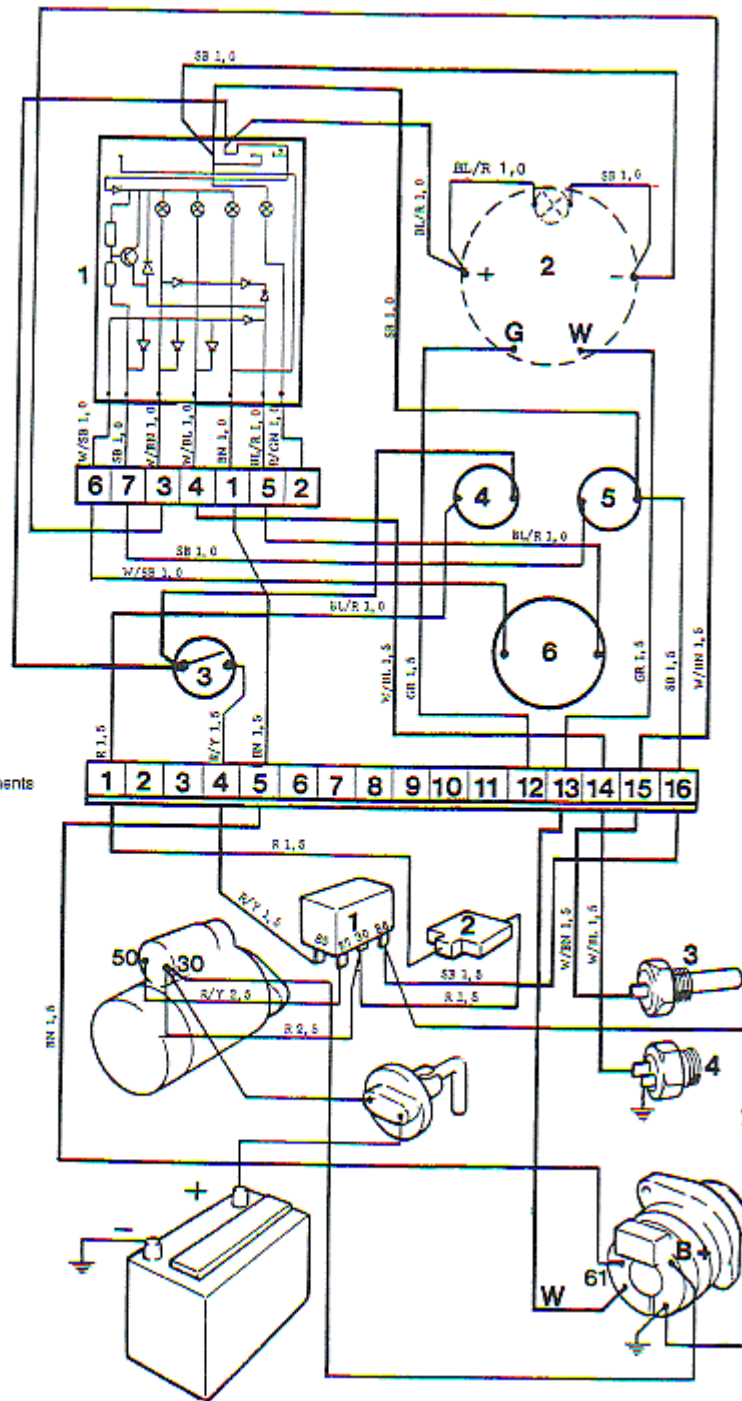 SB 1,0
BL/R 1,0
SB 1,0
BL/R 1,0
1
2
+
-
G
W
SB 1,0
W/SB 1,0
SB 1,0
W/BN 1,0
W/BL 1,0
BN 1,0
BL/R 1,0
6 7 3 4 1 5 2
4
5
SB 1,0
BL/R 1,0
W/SB 1,0
BL/R 1,0
3
6
R 1,5
R/Y 1,5
BN 1,5
W/BL 1,5
GR 1,5
GR 1,5
SB 1,5
W/BN 1,5
ents
1 2 3 4 5 6 7 8 9 10 11 12 13 14 15 16
R 1,5
R/Y 1,5
1
30 86
2
50
30
R/Y 2,5
R 2,5
SB 1,5
R 1,5
W/BN 1,5
W/BL 1,5
3
4
BN 1,5
+
-
61
B+
W